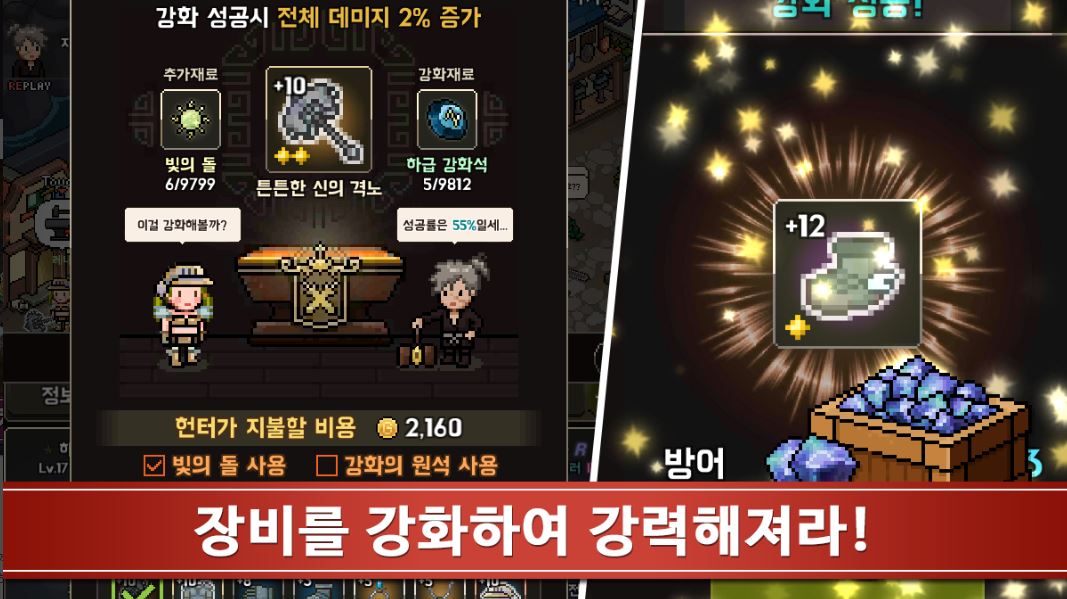 강화 성공시 전체 데미지 2% 증가
추가재료
강화재료
+10
빛의 돌
6/9799
튼튼한 신의 격노
하급 강화석
5/9812
이걸 강화해볼까?
성공률은 55%일세...
헌터가 지불할 비용 2,160
빛의 돌 사용
강화의 원석 사용
REPLAY
정보
Lv.17
강화 성공!
+12
방어
장비를 강화하여 강력해져라!